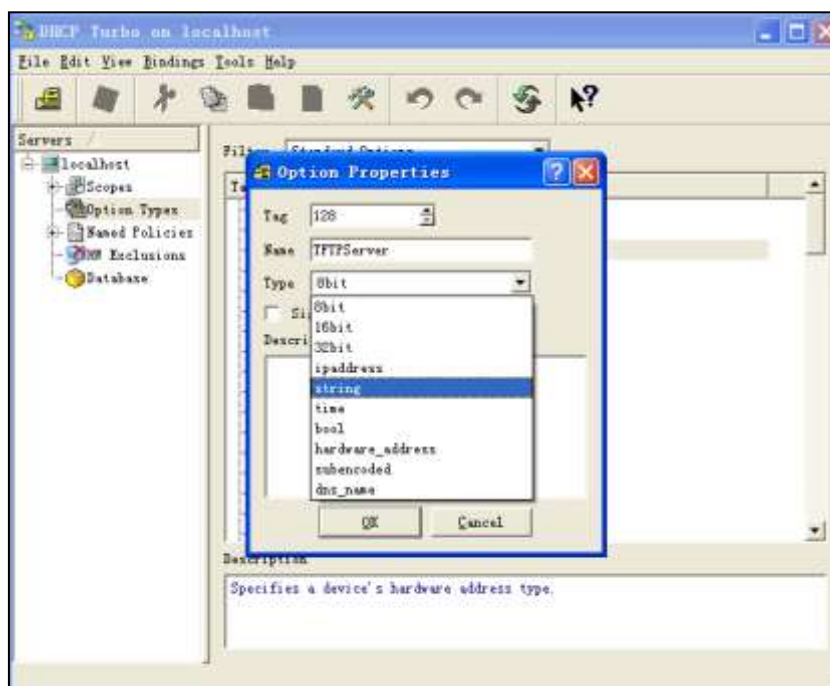 DHCP Turbo on localhost
File Edit View Bindings Tools Help
Servers
localhost
Scopes
Option Types
Named Policies
Exclusions
Database
Option Properties
Tag 128
Name TFTPServer
Type 8bit
8bit
16bit
32bit
ipaddress
string
time
bool
hardware_address
subencoded
dns_name
OK Cancel
Description
Specifies a device's hardware address type.